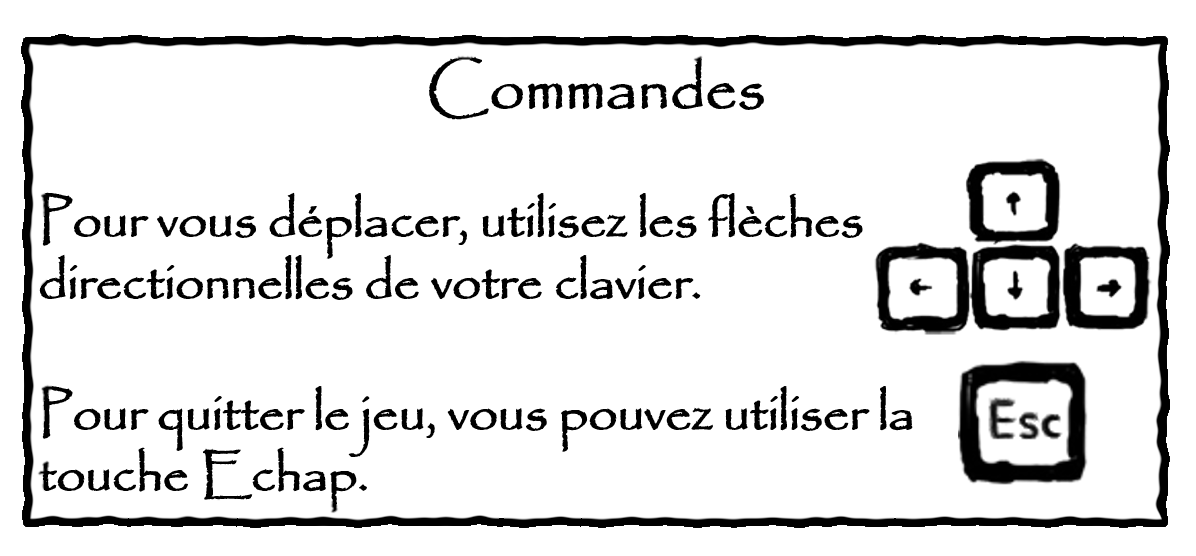 Commandes
Pour vous déplacer, utilisez les flèches
directionnelles de votre clavier.
↑
← ↓ →
Pour quitter le jeu, vous pouvez utiliser la
touche Echap.
Esc